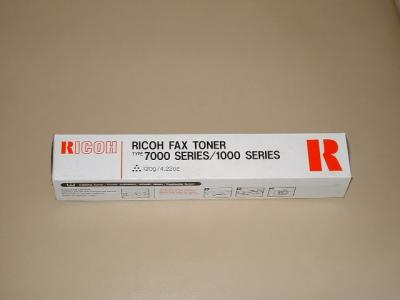 RICOH
RICOH FAX TONER
TYPE 7000 SERIES/1000 SERIES
120g/4.22oz
R